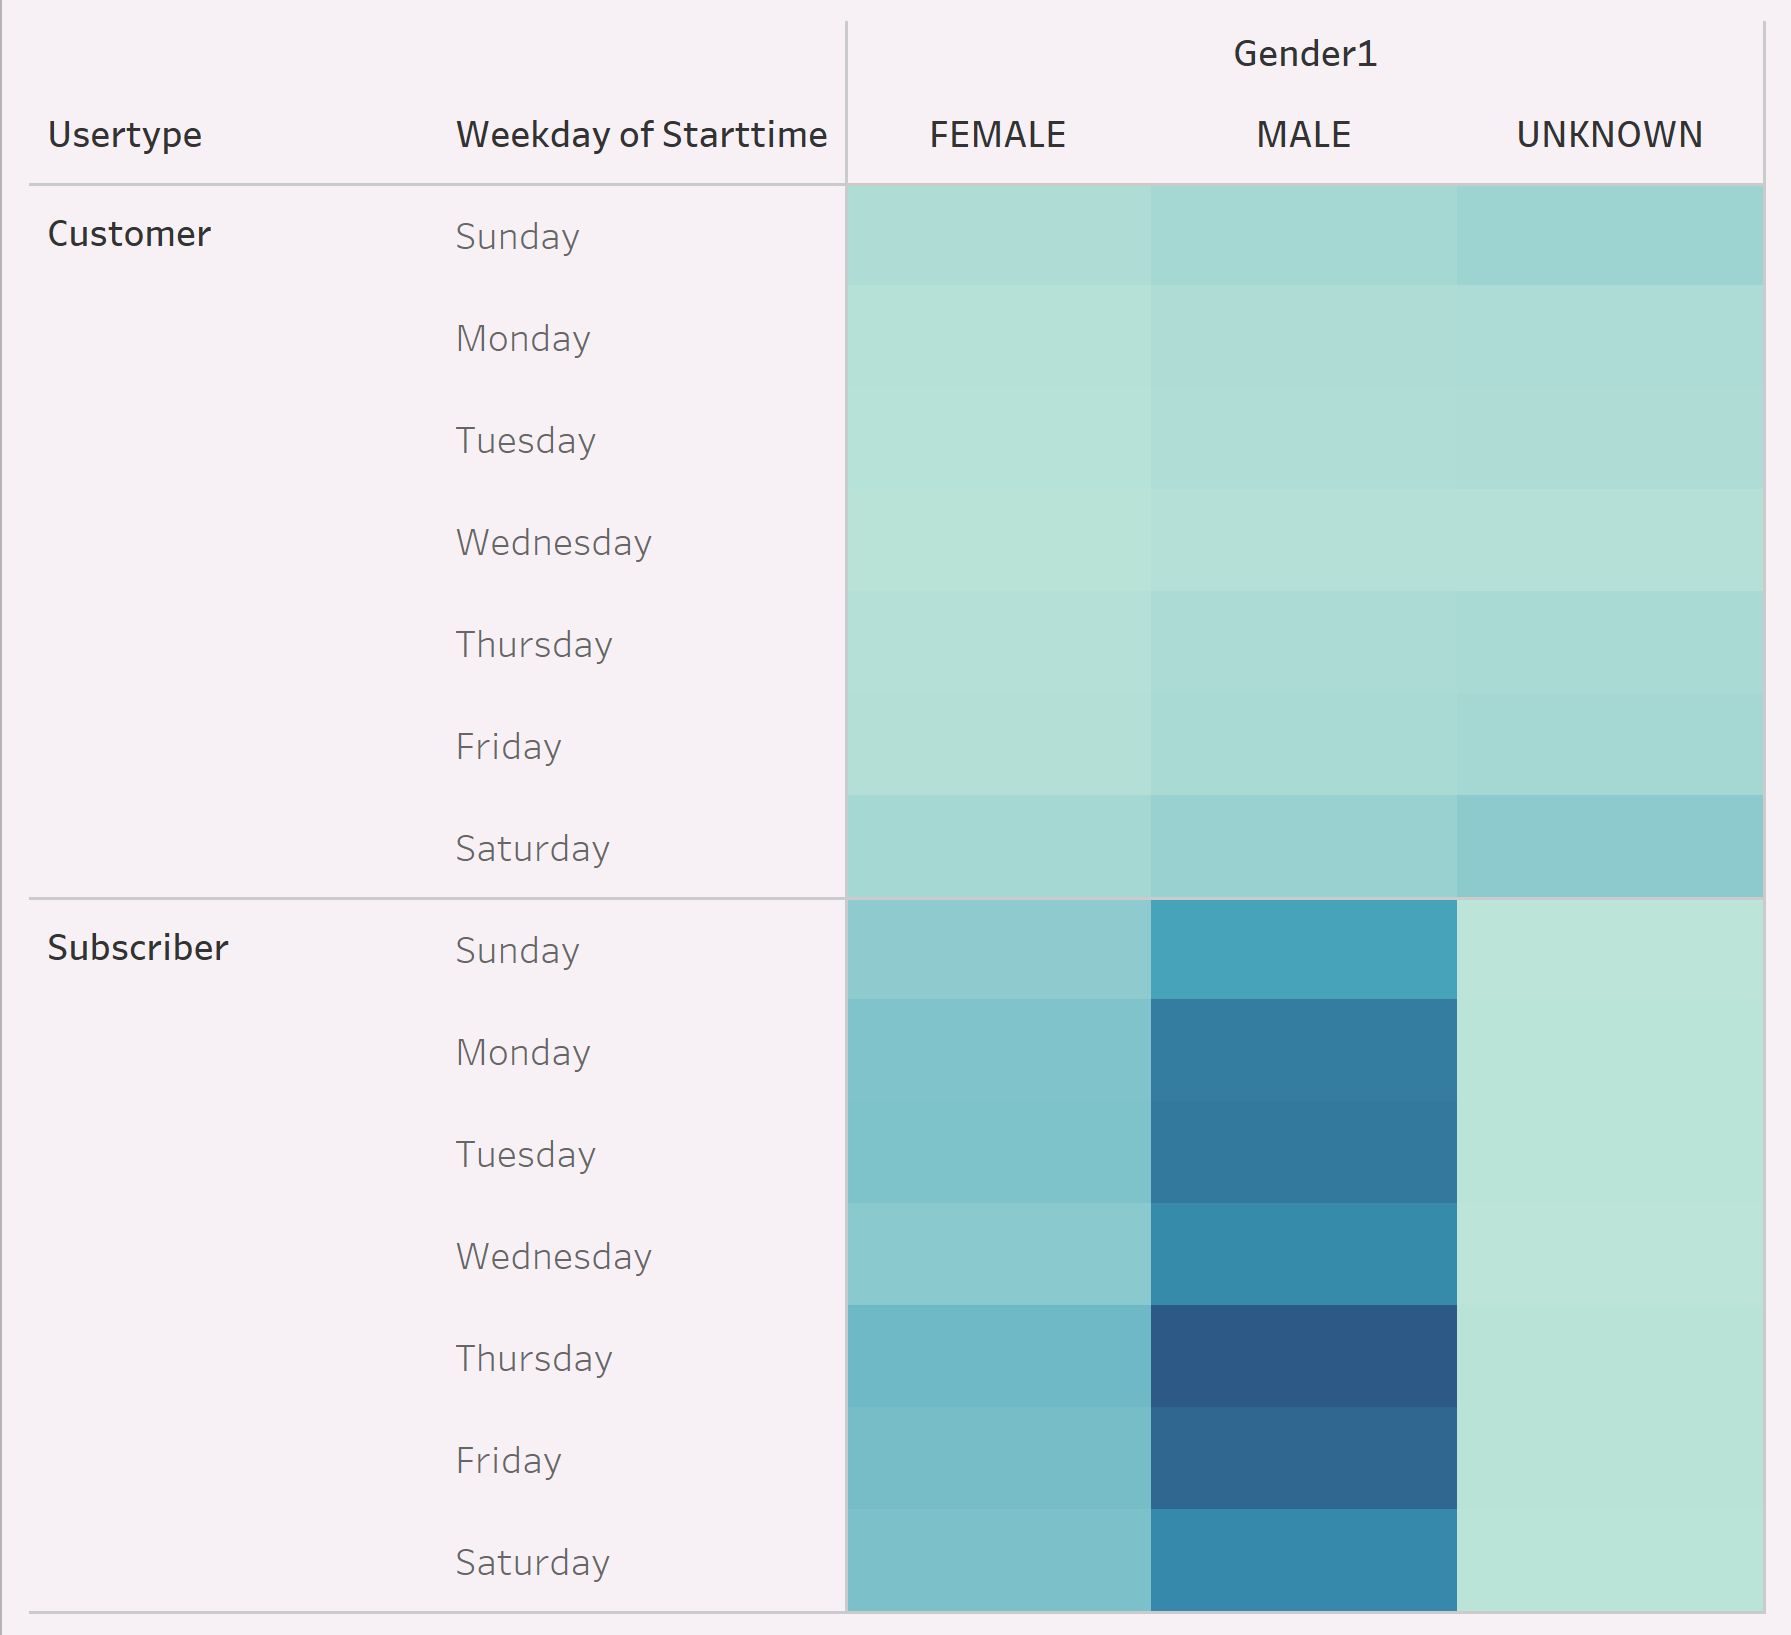 Gender1
Usertype Weekday of Starttime FEMALE MALE UNKNOWN
Customer Sunday
Monday
Tuesday
Wednesday
Thursday
Friday
Saturday
Subscriber Sunday
Monday
Tuesday
Wednesday
Thursday
Friday
Saturday